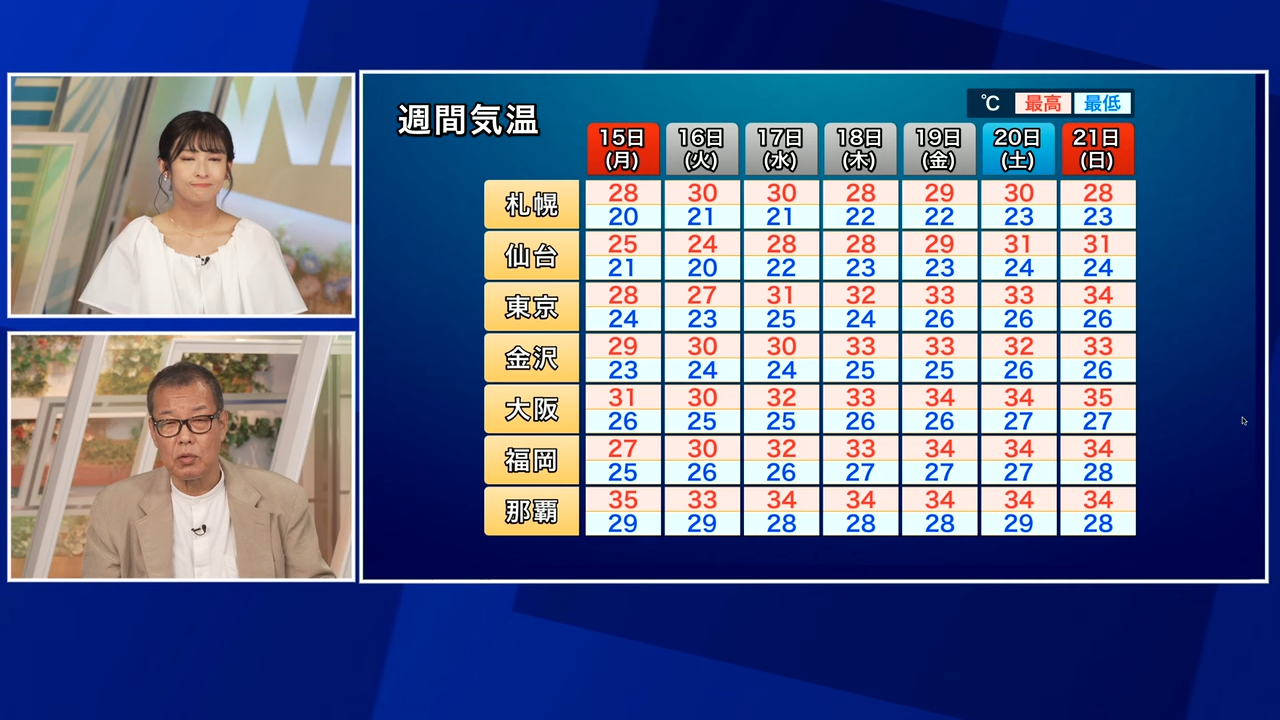 週間気温
℃ 最高 最低
15日 16日 17日 18日 19日 20日 21日
(月) (火) (水) (木) (金) (土) (日)
札幌 28 30 30 28 29 30 28
20 21 21 22 22 23 23
仙台 25 24 28 28 29 31 31
21 20 22 23 23 24 24
東京 28 27 31 32 33 33 34
24 23 25 24 26 26 26
金沢 29 30 30 33 33 32 33
23 24 24 25 25 26 26
大阪 31 30 32 33 34 34 35
26 25 25 26 26 27 27
福岡 27 30 32 33 34 34 34
25 26 26 27 27 27 28
那覇 35 33 34 34 34 34 34
29 29 28 28 28 29 28